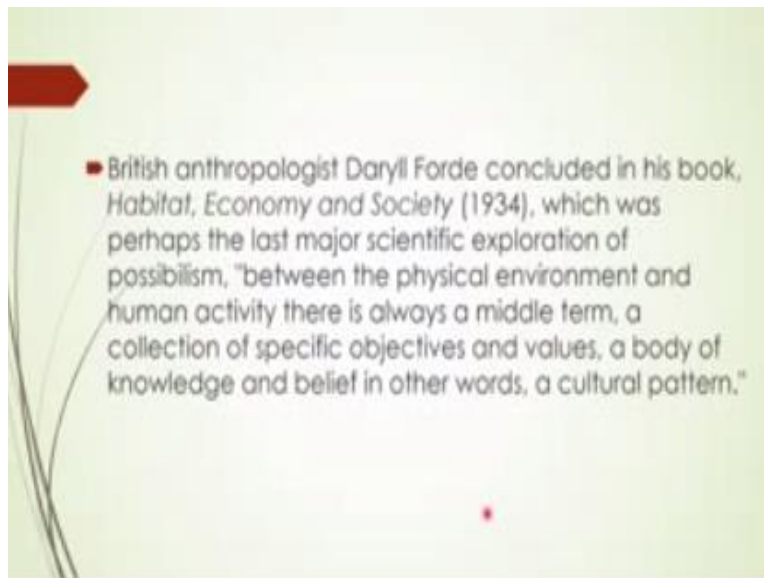 British anthropologist Daryll Forde concluded in his book,
Habitat, Economy and Society (1934), which was
perhaps the last major scientific exploration of
possibilism, "between the physical environment and
human activity there is always a middle term, a
collection of specific objectives and values, a body of
knowledge and belief in other words, a cultural pattern."